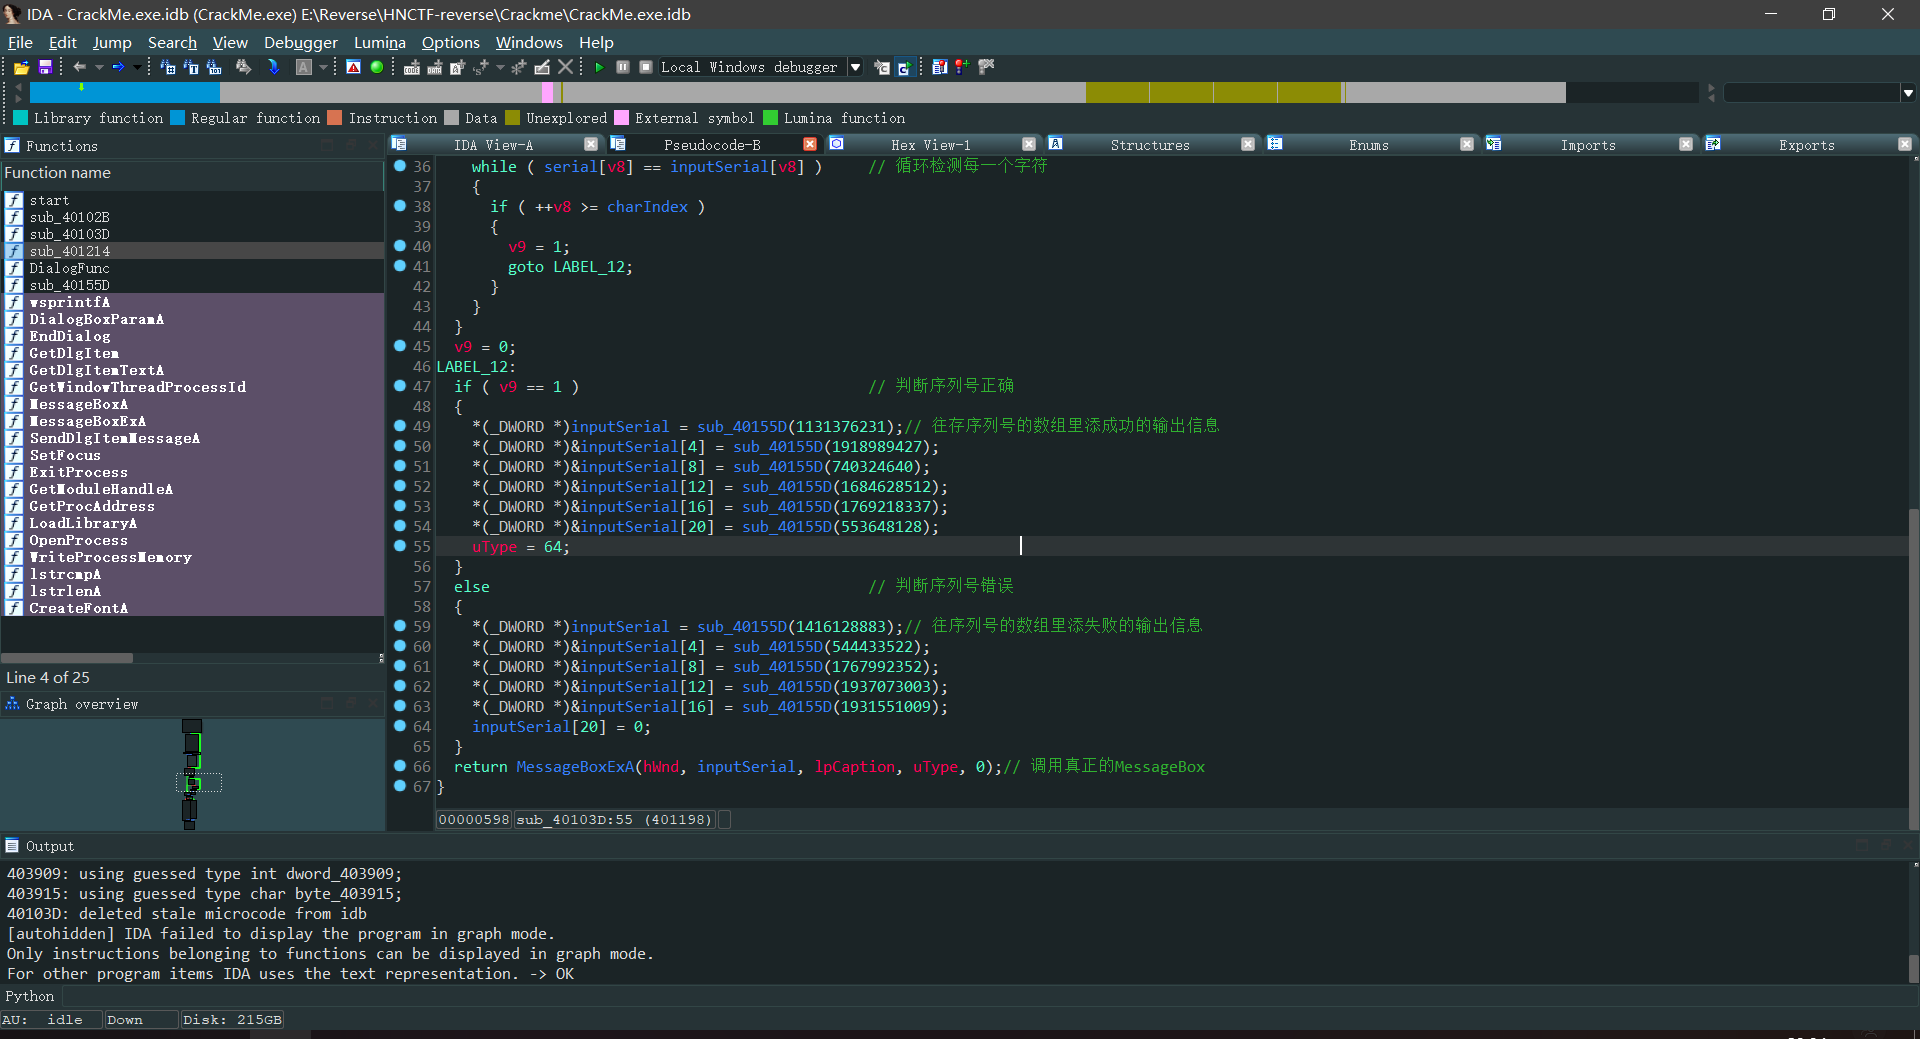 IDA - CrackMe.exe.idb (CrackMe.exe) E:\Reverse\HNCTF-reverse\Crackme\CrackMe.exe.idb
File Edit Jump Search View Debugger Lumina Options Windows Help
Local Windows debugger
Library function Regular function Instruction Data Unexplored External symbol Lumina function
Functions
Function name
start
sub_40102B
sub_40103D
sub_401214
DialogFunc
sub_40155D
wsprintfA
DialogBoxParamA
EndDialog
GetDlgItem
GetDlgItemTextA
GetWindowThreadProcessId
MessageBoxA
MessageBoxExA
SendDlgItemMessageA
SetFocus
ExitProcess
GetModuleHandleA
GetProcAddress
LoadLibraryA
OpenProcess
WriteProcessMemory
lstrcmpA
lstrlenA
CreateFontA
Line 4 of 25
Graph overview
IDA View-A Pseudocode-B Hex View-1 Structures Enums Imports Exports
36 while ( serial[v8] == inputSerial[v8] ) // 循环检测每一个字符
37 {
38 if ( ++v8 >= charIndex )
39 {
40 v9 = 1;
41 goto LABEL_12;
42 }
43 }
44 }
45 v9 = 0;
46 LABEL_12:
47 if ( v9 == 1 ) // 判断序列号正确
48 {
49 *(_DWORD *)inputSerial = sub_40155D(1131376231);// 往存序列号的数组里添成功的输出信息
50 *(_DWORD *)&inputSerial[4] = sub_40155D(1918989427);
51 *(_DWORD *)&inputSerial[8] = sub_40155D(740324640);
52 *(_DWORD *)&inputSerial[12] = sub_40155D(1684628512);
53 *(_DWORD *)&inputSerial[16] = sub_40155D(1769218337);
54 *(_DWORD *)&inputSerial[20] = sub_40155D(553648128);
55 uType = 64;
56 }
57 else // 判断序列号错误
58 {
59 *(_DWORD *)inputSerial = sub_40155D(1416128883);// 往序列号的数组里添失败的输出信息
60 *(_DWORD *)&inputSerial[4] = sub_40155D(544433522);
61 *(_DWORD *)&inputSerial[8] = sub_40155D(1767992352);
62 *(_DWORD *)&inputSerial[12] = sub_40155D(1937073003);
63 *(_DWORD *)&inputSerial[16] = sub_40155D(1931551009);
64 inputSerial[20] = 0;
65 }
66 return MessageBoxExA(hWnd, inputSerial, lpCaption, uType, 0);// 调用真正的MessageBox
67 }
00000598 sub_40103D:55 (401198)
Output
403909: using guessed type int dword_403909;
403915: using guessed type char byte_403915;
40103D: deleted stale microcode from idb
[autohidden] IDA failed to display the program in graph mode.
Only instructions belonging to functions can be displayed in graph mode.
For other program items IDA uses the text representation. -> OK
Python
AU: idle Down Disk: 215GB